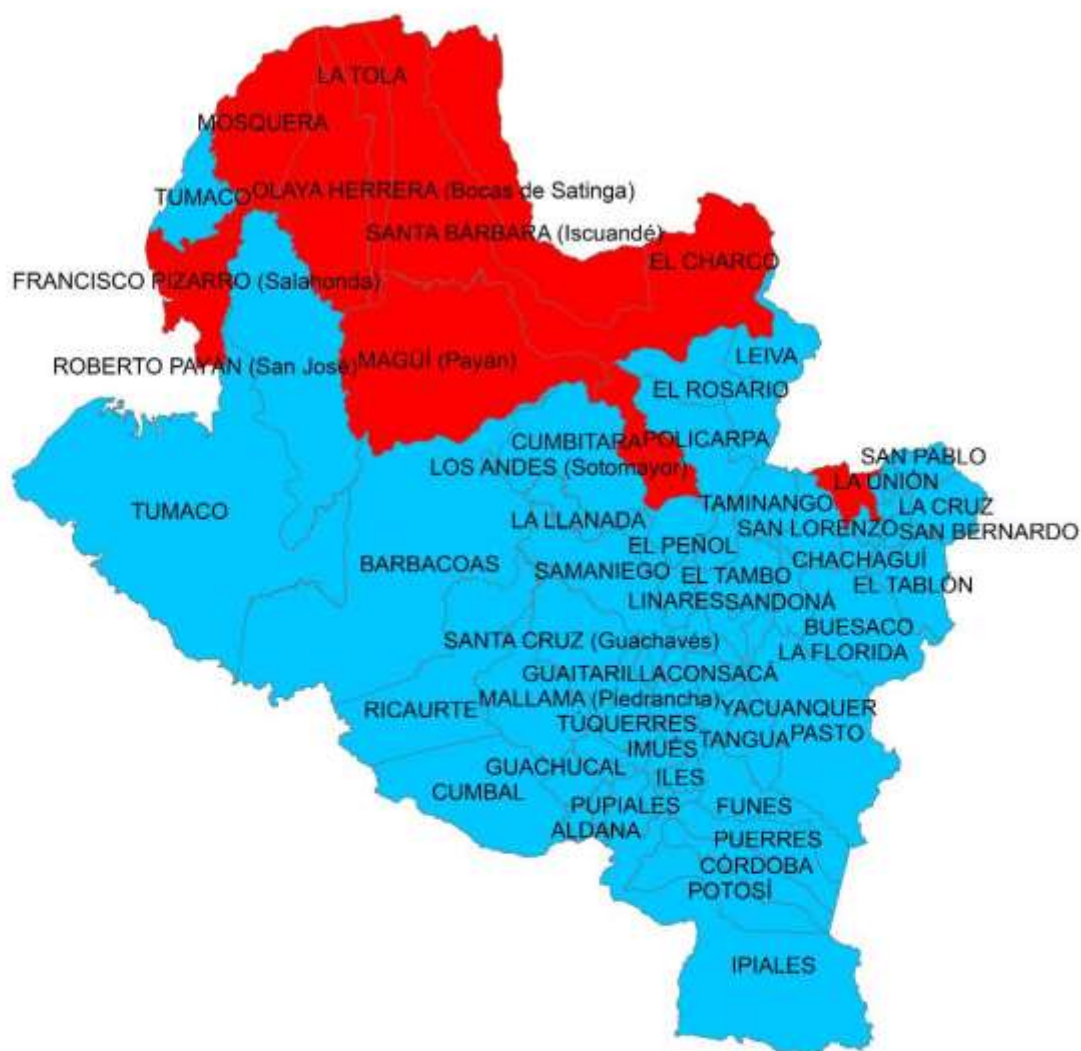 LA TOLA
MOSQUERA
TUMACO
OLAYA HERRERA (Bocas de Satinga)
SANTA BÁRBARA (Iscuandé)
EL CHARCO
FRANCISCO PIZARRO (Salahonda)
ROBERTO PAYÁN (San José)
MAGÜÍ (Payán)
LEIVA
EL ROSARIO
CUMBITARA
POLICARPA
LOS ANDES (Sotomayor)
SAN PABLO
LA UNIÓN
TUMACO
LA LLANADA
TAMINANGO
LA CRUZ
SAN LORENZO
SAN BERNARDO
EL PEÑOL
BARBACOAS
SAMANIEGO
EL TAMBO
CHACHAGUÍ
EL TABLÓN
LINARES
SANDONÁ
BUESACO
SANTA CRUZ (Guachavés)
LA FLORIDA
GUAITARILLA
CONSACÁ
MALLAMA (Piedrancha)
RICAURTE
YACUANQUER
TÚQUERRES
IMUÉS
TANGUA
PASTO
GUACHUCAL
ILES
CUMBAL
PUPIALES
FUNES
ALDANA
PUERRES
CÓRDOBA
POTOSÍ
IPIALES